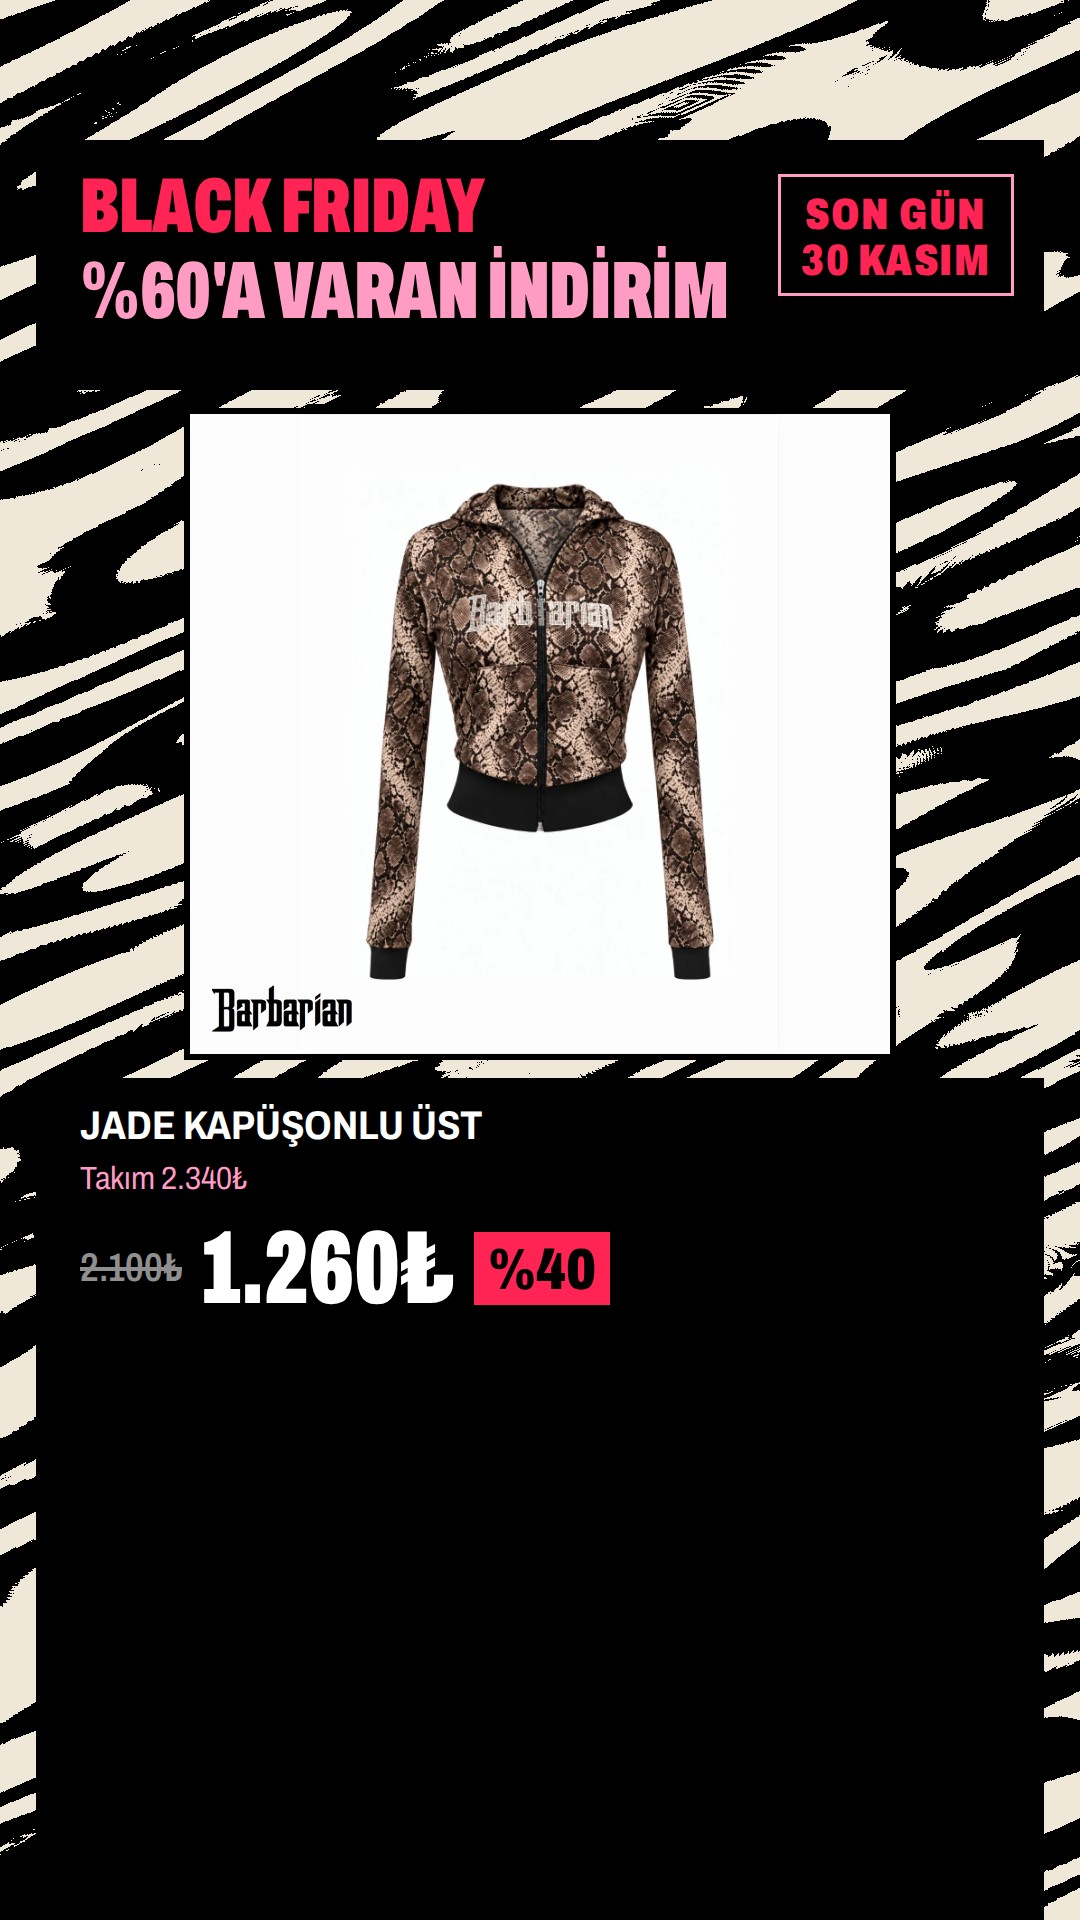 BLACK FRIDAY
%60'A VARAN İNDİRİM
SON GÜN
30 KASIM
Barbarian
Barbarian
JADE KAPÜŞONLU ÜST
Takım 2.340₺
2.100₺ 1.260₺ %40